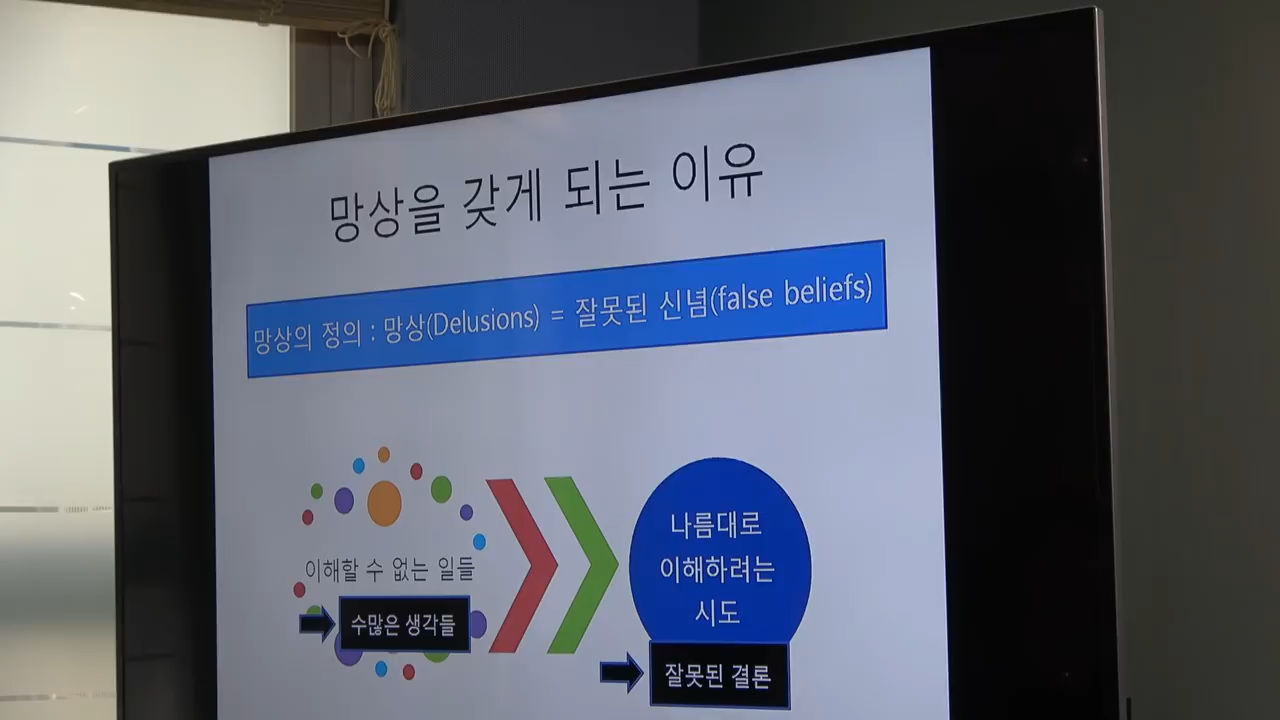 망상을 갖게 되는 이유
망상의 정의 : 망상(Delusions) = 잘못된 신념(false beliefs)
이해할 수 없는 일들
수많은 생각들
나름대로
이해하려는
시도
잘못된 결론